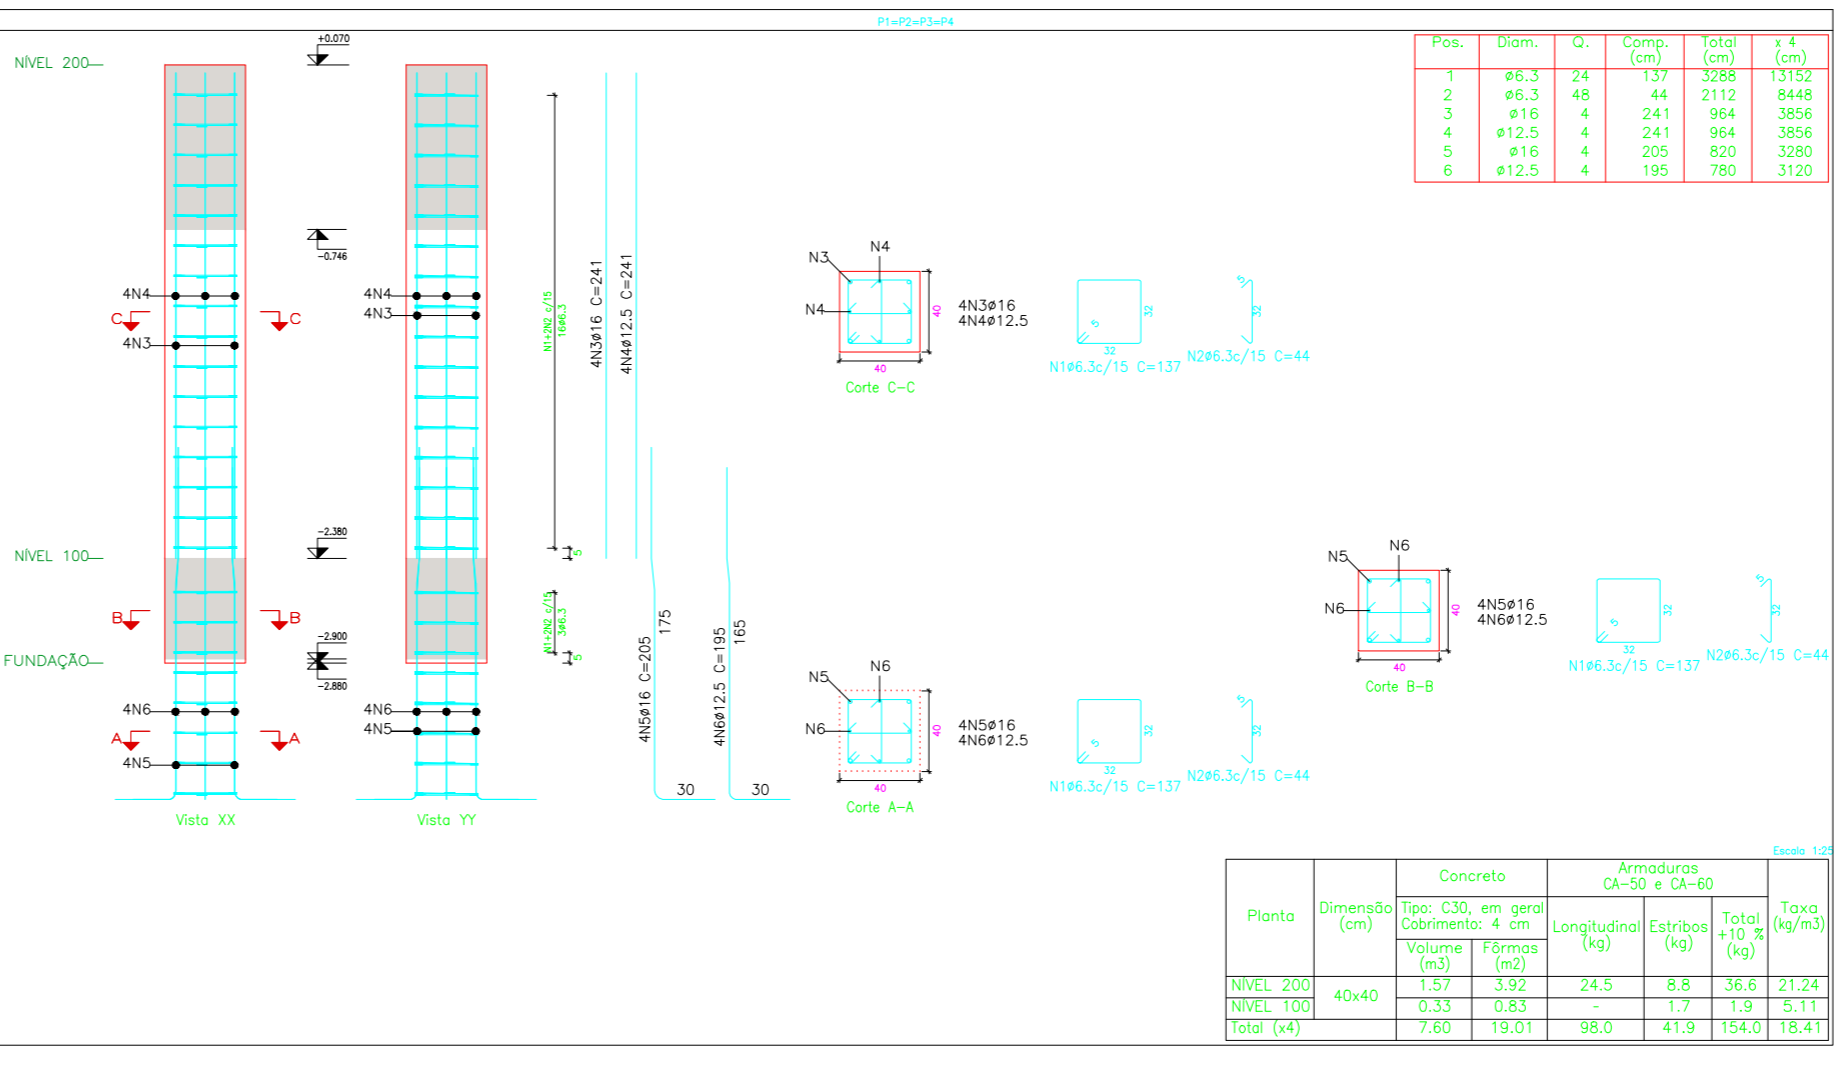 P1=P2=P3=P4
Pos. Diam. Q. Comp. (cm) Total (cm) x 4 (cm)
1 ø6.3 24 137 3288 13152
2 ø6.3 48 44 2112 8448
3 ø16 4 241 964 3856
4 ø12.5 4 241 964 3856
5 ø16 4 205 820 3280
6 ø12.5 4 195 780 3120
NÍVEL 200
+0.070
-0.746
4N4
C C
4N3
4N4
4N3
NÍVEL 100
-2.380
B B
-2.900
FUNDAÇÃO
-2.880
4N6
A A
4N5
4N6
4N5
Vista XX
Vista YY
N1+2N2 c/15
16ø6.3
5
N1+2N2 c/15
3ø6.3
5
4N3ø16 C=241
4N4ø12.5 C=241
4N5ø16 C=205
175
30
4N6ø12.5 C=195
165
30
N3
N4
N4
40
40
4N3ø16
4N4ø12.5
Corte C-C
5
32
32
N1ø6.3c/15 C=137
5
32
N2ø6.3c/15 C=44
N5
N6
N6
40
40
4N5ø16
4N6ø12.5
Corte B-B
5
32
32
N1ø6.3c/15 C=137
5
32
N2ø6.3c/15 C=44
N5
N6
N6
40
40
4N5ø16
4N6ø12.5
Corte A-A
5
32
32
N1ø6.3c/15 C=137
5
32
N2ø6.3c/15 C=44
Escala 1:25
Planta
Dimensão
(cm)
Concreto
Tipo: C30, em geral
Cobrimento: 4 cm
Volume
(m3)
Fôrmas
(m2)
Armaduras
CA-50 e CA-60
Longitudinal
(kg)
Estribos
(kg)
Total
+10 %
(kg)
Taxa
(kg/m3)
NÍVEL 200 40x40 1.57 3.92 24.5 8.8 36.6 21.24
NÍVEL 100 0.33 0.83 - 1.7 1.9 5.11
Total (x4) 7.60 19.01 98.0 41.9 154.0 18.41